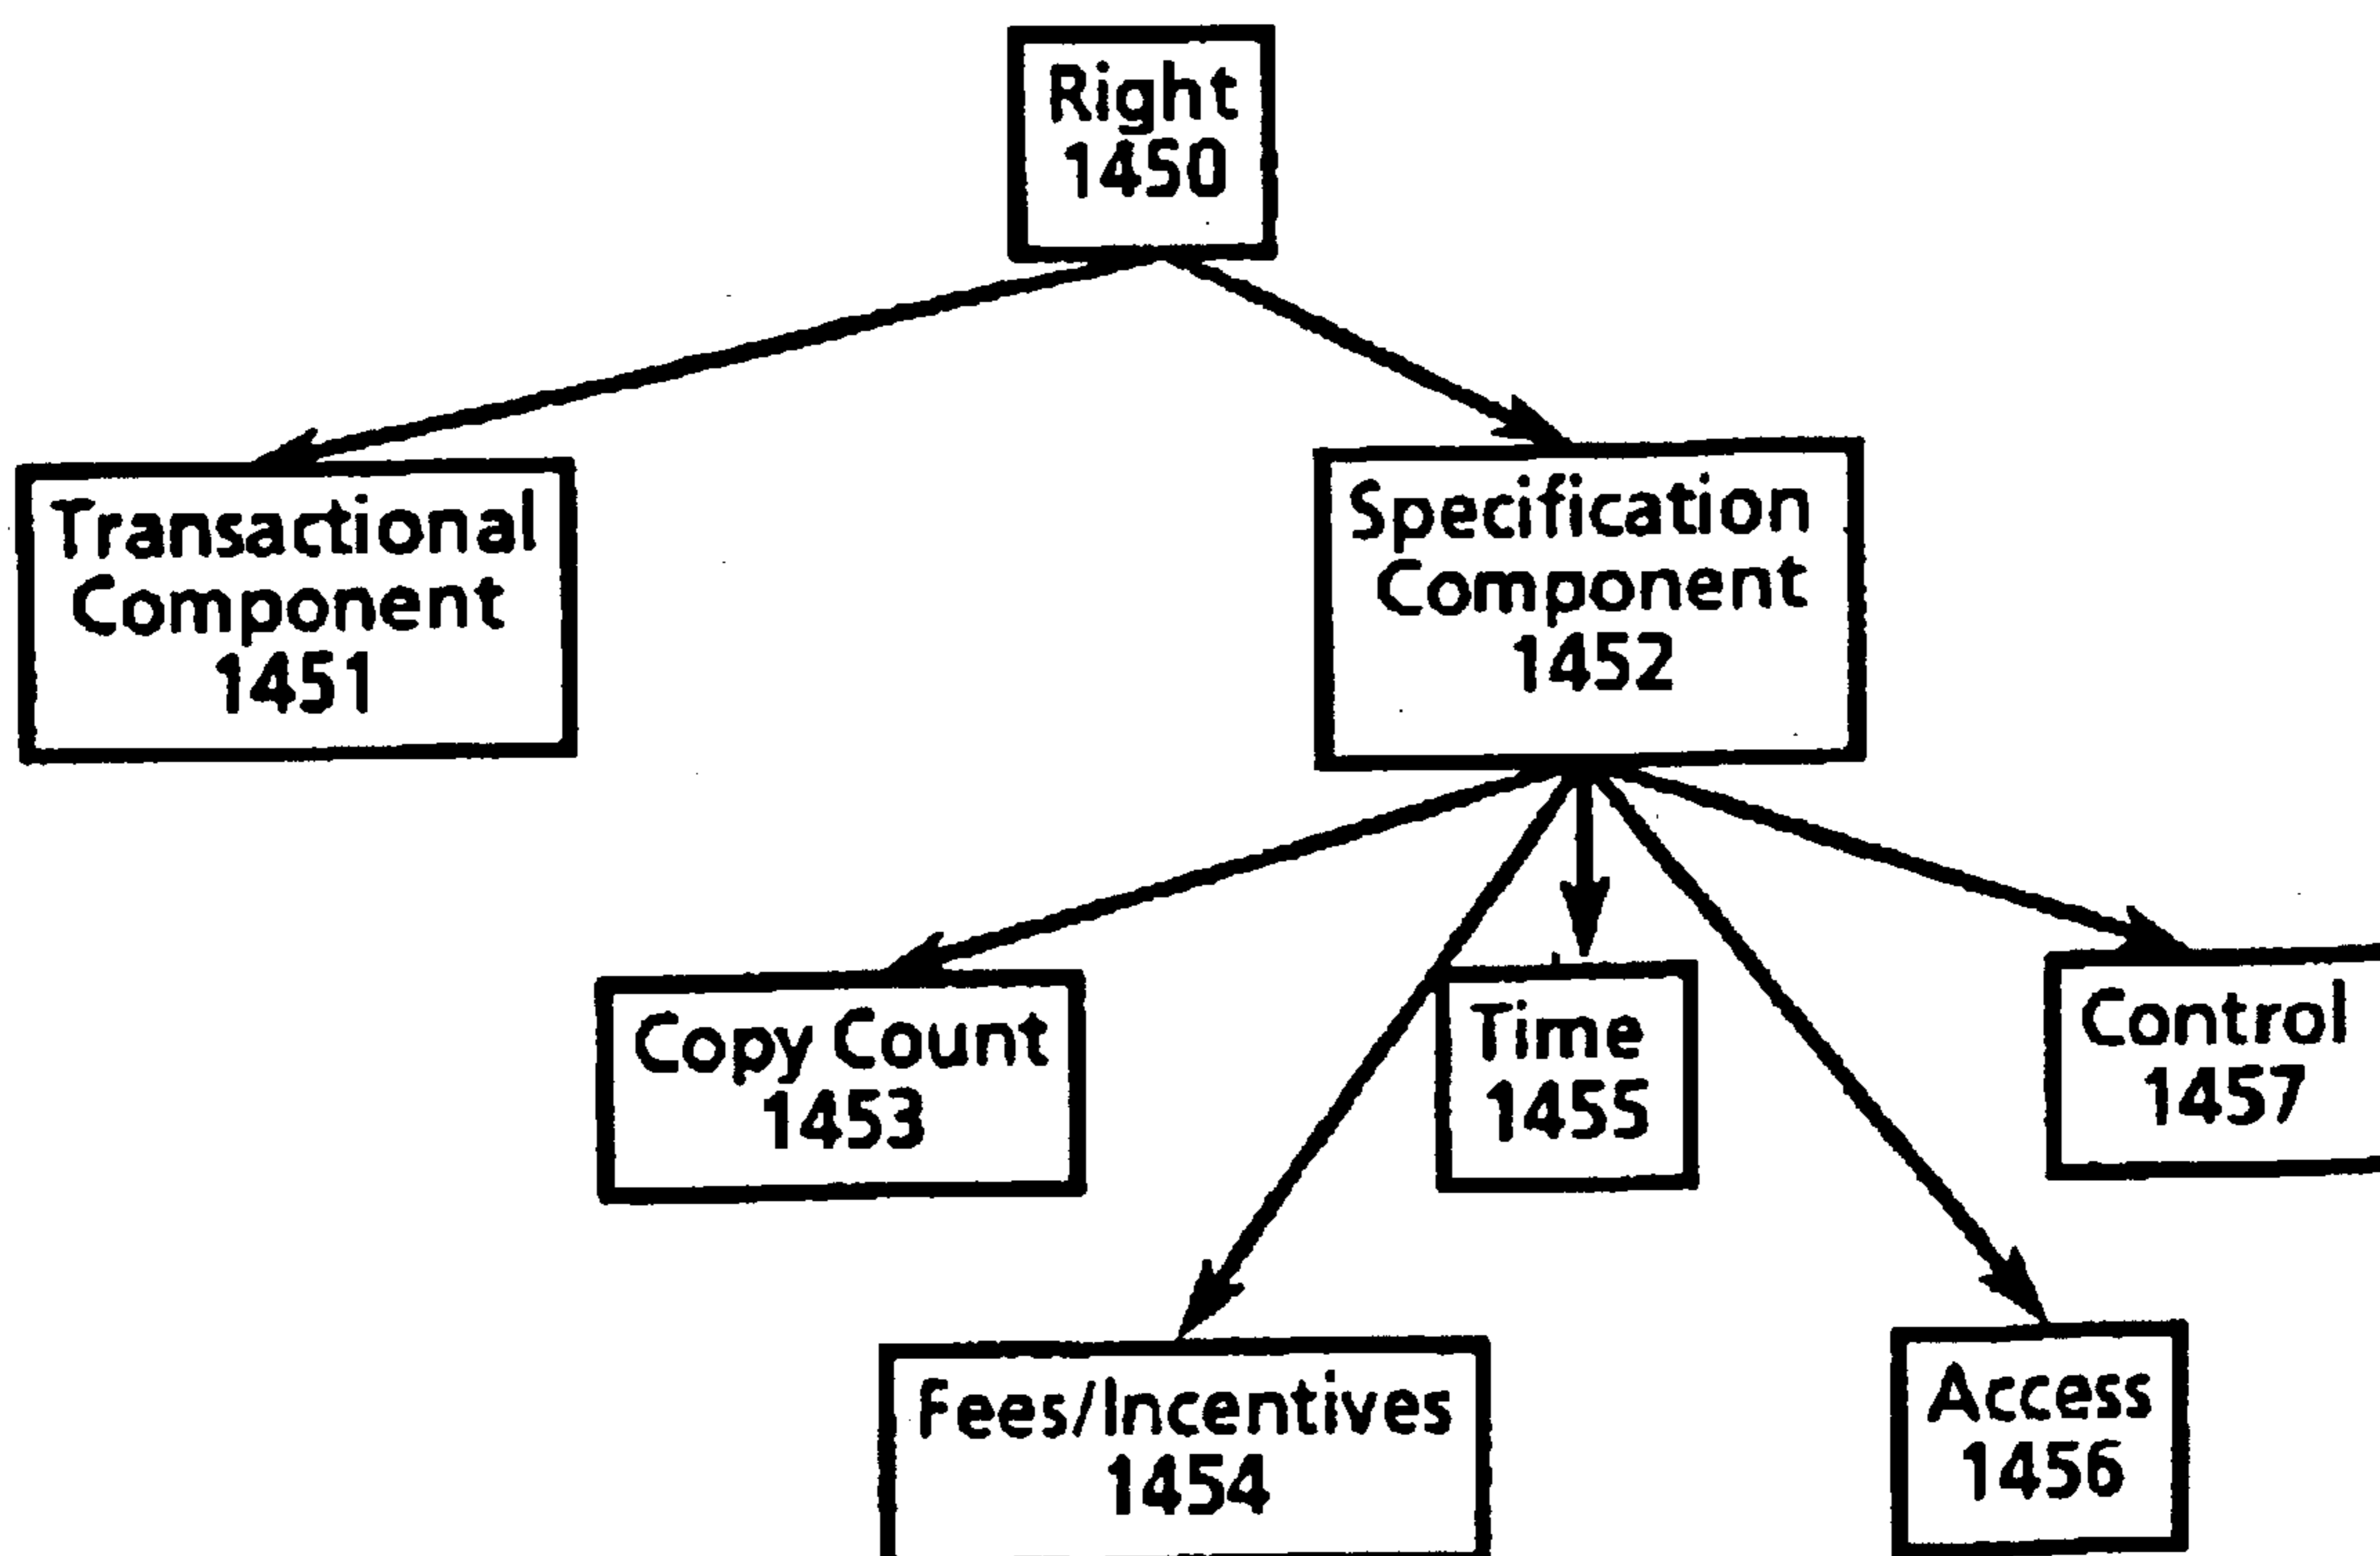 Right
1450
Transactional
Component
1451
Specification
Component
1452
Copy Count
1453
Time
1455
Control
1457
Fees/Incentives
1454
Access
1456